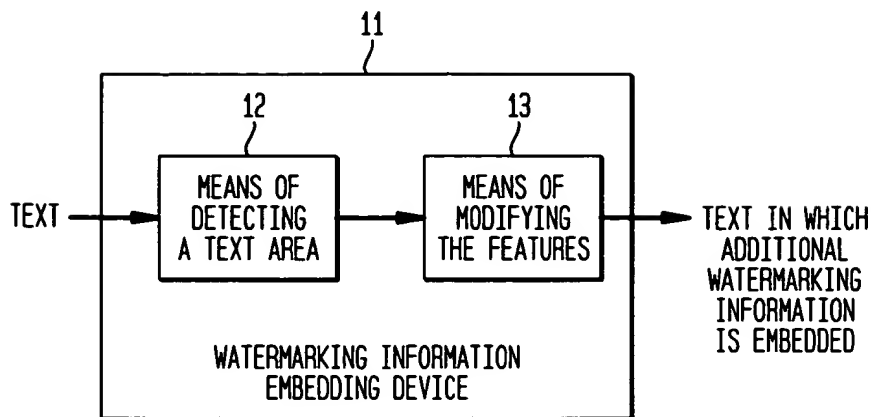 11
12
13
TEXT
MEANS OF
DETECTING
A TEXT AREA
MEANS OF
MODIFYING
THE FEATURES
TEXT IN WHICH
ADDITIONAL
WATERMARKING
INFORMATION
IS EMBEDDED
WATERMARKING INFORMATION
EMBEDDING DEVICE